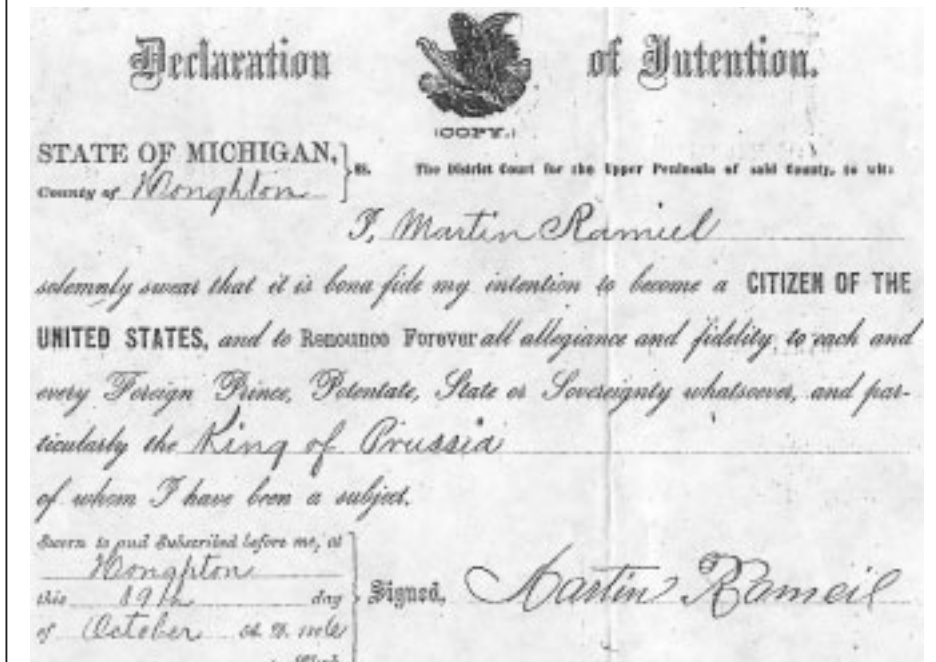 Declaration of Intention.
(COPY.)
STATE OF MICHIGAN, } ss. The District Court for the Upper Peninsula of said County, to wit:
County of Houghton
I, Martin Ramiel
solemnly swear that it is bona fide my intention to become a CITIZEN OF THE
UNITED STATES, and to Renounce Forever all allegiance and fidelity to each and
every Foreign Prince, Potentate, State or Sovereignty whatsoever, and par-
ticularly the King of Prussia
of whom I have been a subject.
Sworn to and Subscribed before me, at
Houghton
this 19th day
of October A. D.
Signed, Martin Rameil
Clerk